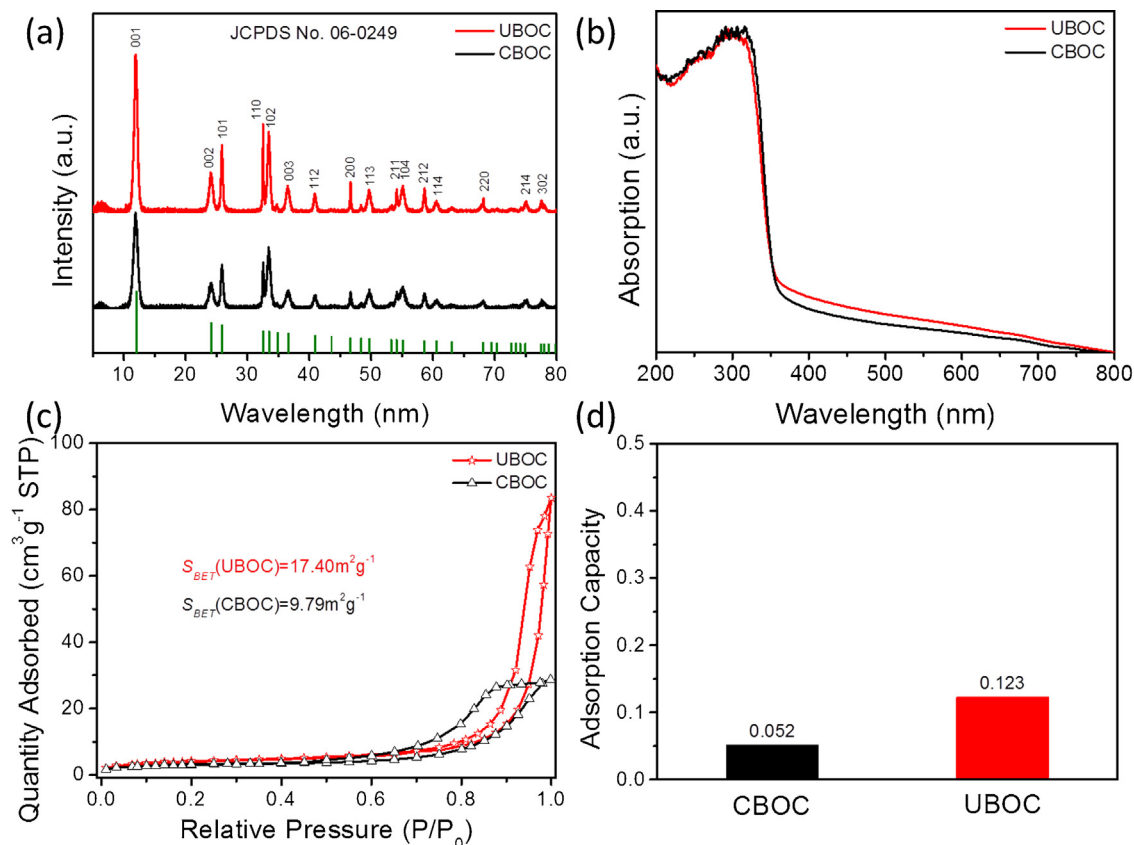 (a)
JCPDS No. 06-0249
UBOC
CBOC
001
002
101
110
102
003
112
200
113
211
104
212
114
220
214
302
Intensity (a.u.)
10 20 30 40 50 60 70 80
Wavelength (nm)
(b)
UBOC
CBOC
Absorption (a.u.)
200 300 400 500 600 700 800
Wavelength (nm)
(c)
UBOC
CBOC
S_BET(UBOC)=17.40m²g⁻¹
S_BET(CBOC)=9.79m²g⁻¹
Quantity Adsorbed (cm³g⁻¹ STP)
100
80
60
40
20
0
0.0 0.2 0.4 0.6 0.8 1.0
Relative Pressure (P/P₀)
(d)
Adsorption Capacity
0.5
0.4
0.3
0.2
0.1
0.0
0.052
0.123
CBOC UBOC